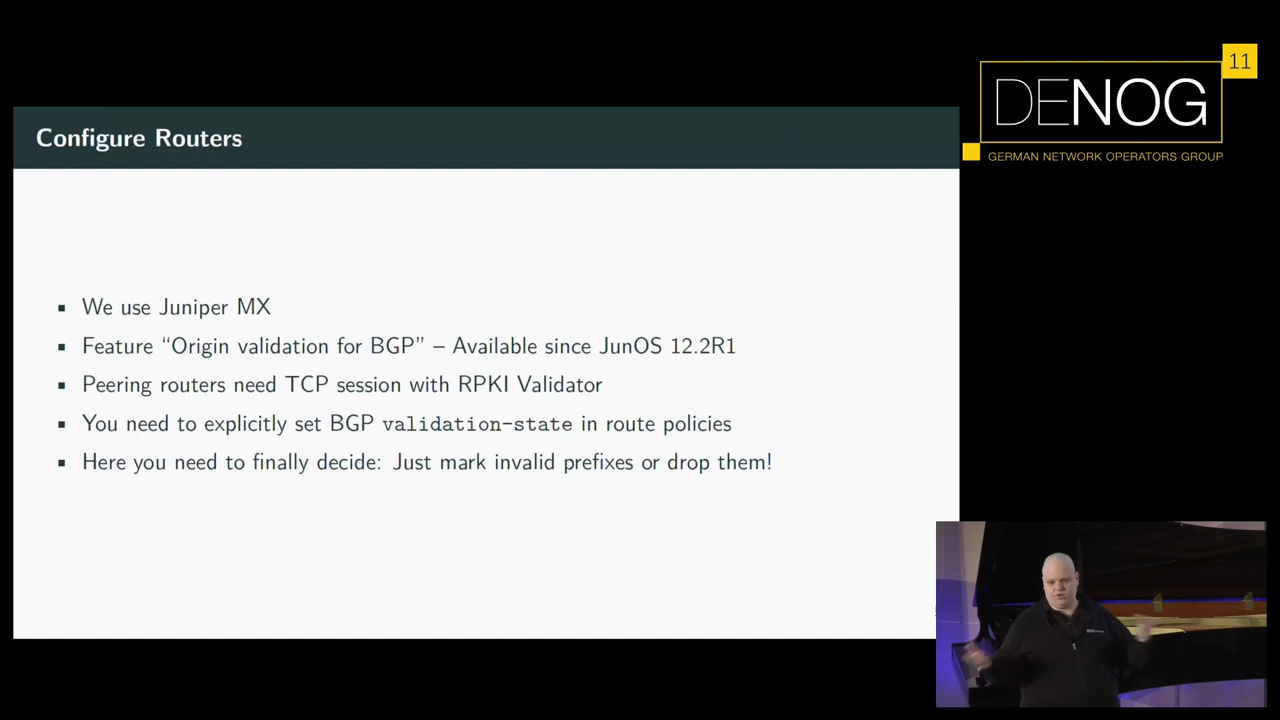 Configure Routers
We use Juniper MX
Feature “Origin validation for BGP” – Available since JunOS 12.2R1
Peering routers need TCP session with RPKI Validator
You need to explicitly set BGP validation-state in route policies
Here you need to finally decide: Just mark invalid prefixes or drop them!
11
DENOG
GERMAN NETWORK OPERATORS GROUP